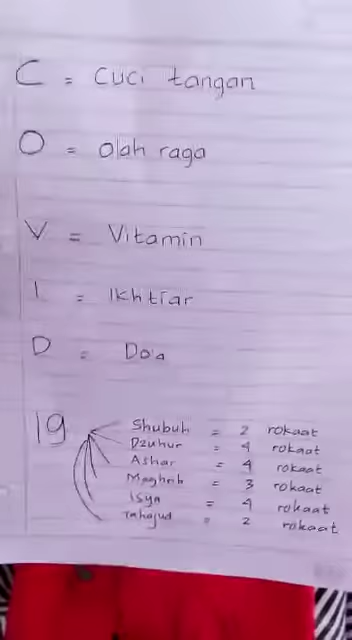 C = Cuci tangan
O = Olah raga
V = Vitamin
I = Ikhtiar
D = Do'a
19
Shubuh = 2 rokaat
Dzuhur = 4 rokaat
Ashar = 4 rokaat
Maghrib = 3 rokaat
Isya = 4 rokaat
Tahajud = 2 rokaat